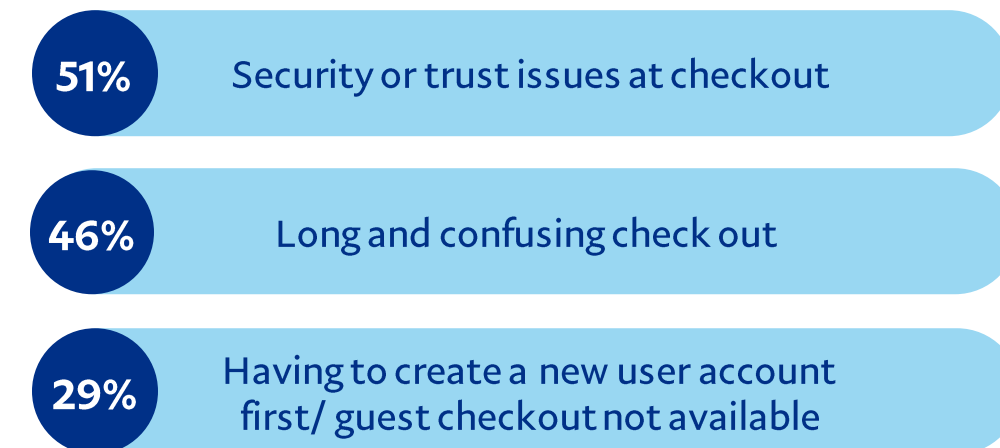 51% Security or trust issues at checkout
46% Long and confusing check out
29% Having to create a new user account
first/ guest checkout not available